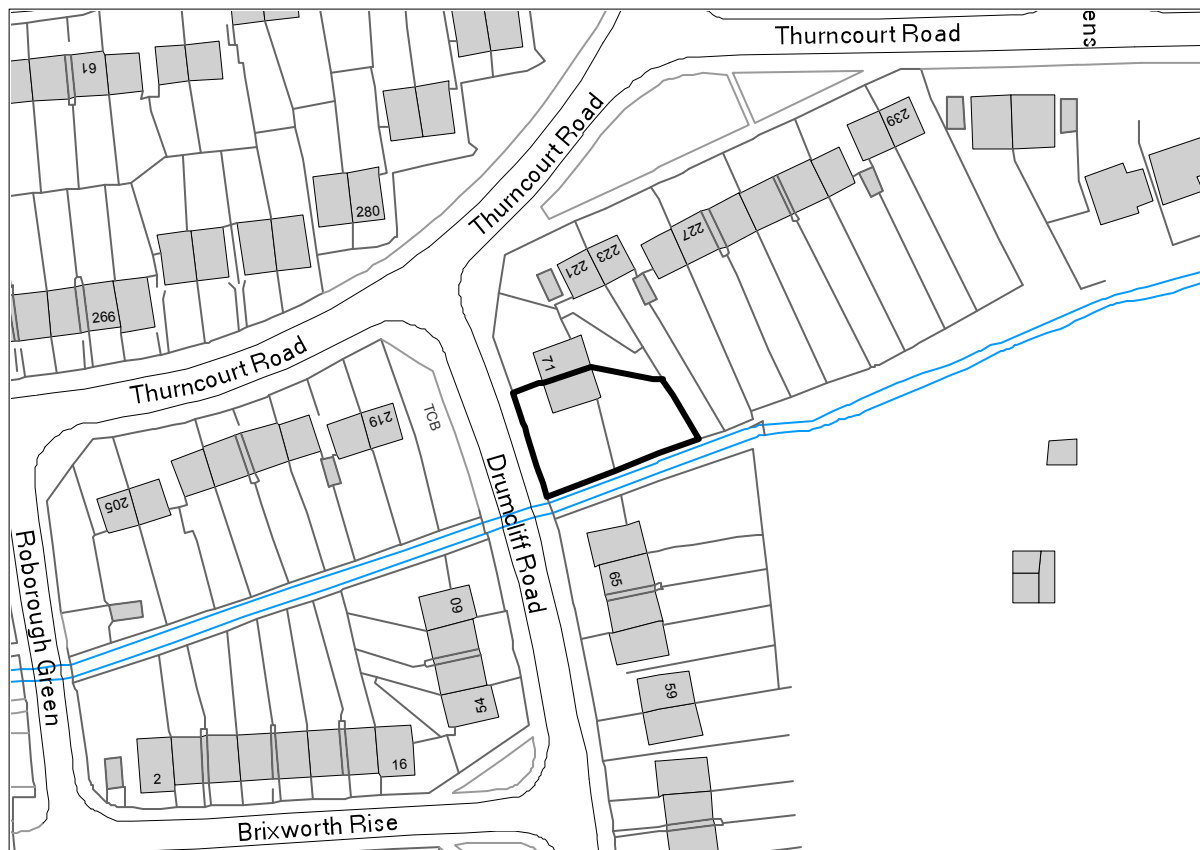 Thurncourt Road
ens
61
Thurncourt Road
239
280
227
223
221
266
71
Thurncourt Road
219
TCB
205
Drumcliff Road
Roborough Green
65
60
59
54
2
16
Brixworth Rise